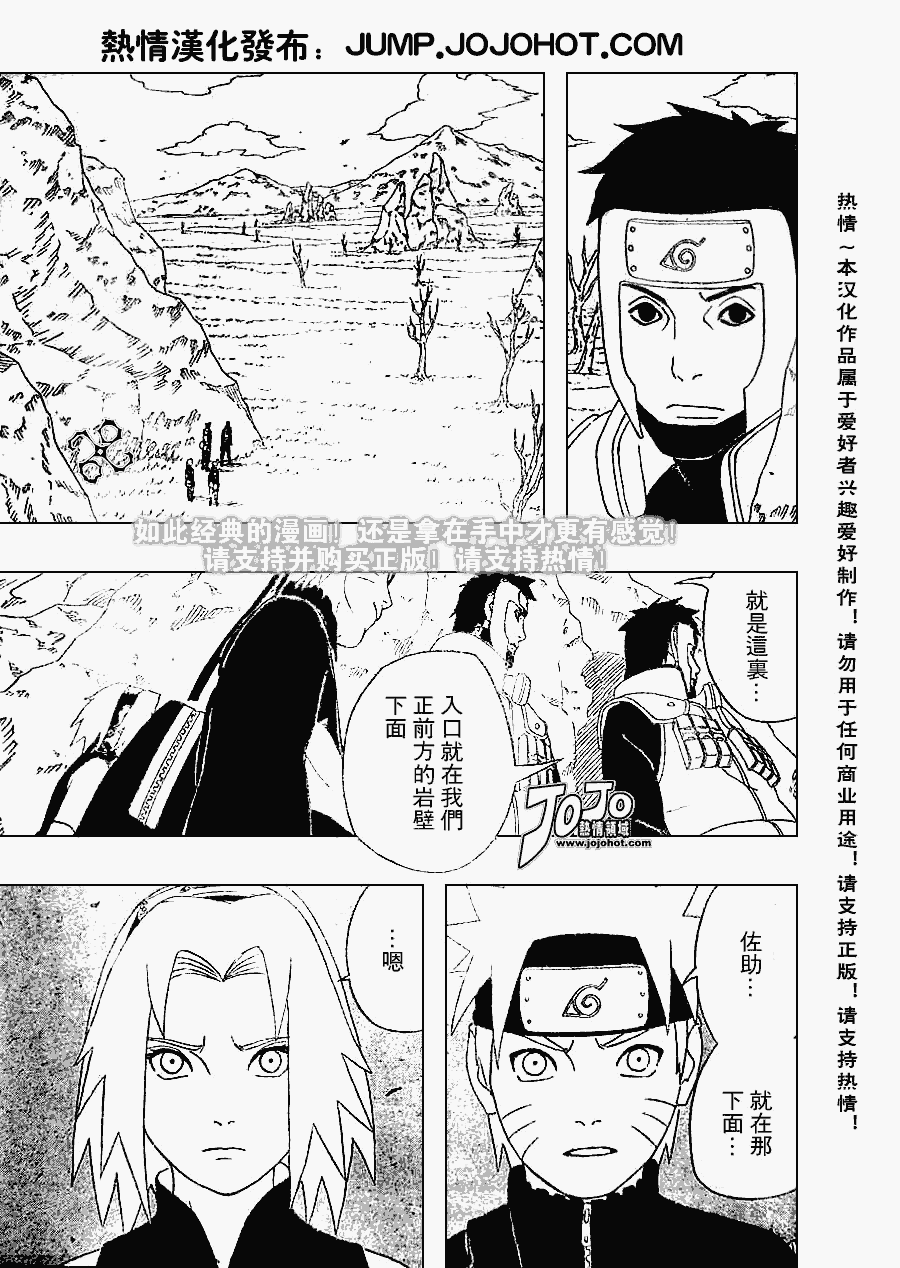 熱情漢化發布：JUMP.JOJOHOT.COM
热情～本汉化作品属于爱好者兴趣爱好制作！请勿用于任何商业用途！请支持正版！请支持热情！
如此经典的漫画！还是拿在手中才更有感觉！
请支持并购买正版！请支持热情！
就是這裏…
入口就在我們
正前方的岩壁
下面
JOJO
熱情領域
www.jojohot.com
佐助…
就在那
下面…
…嗯